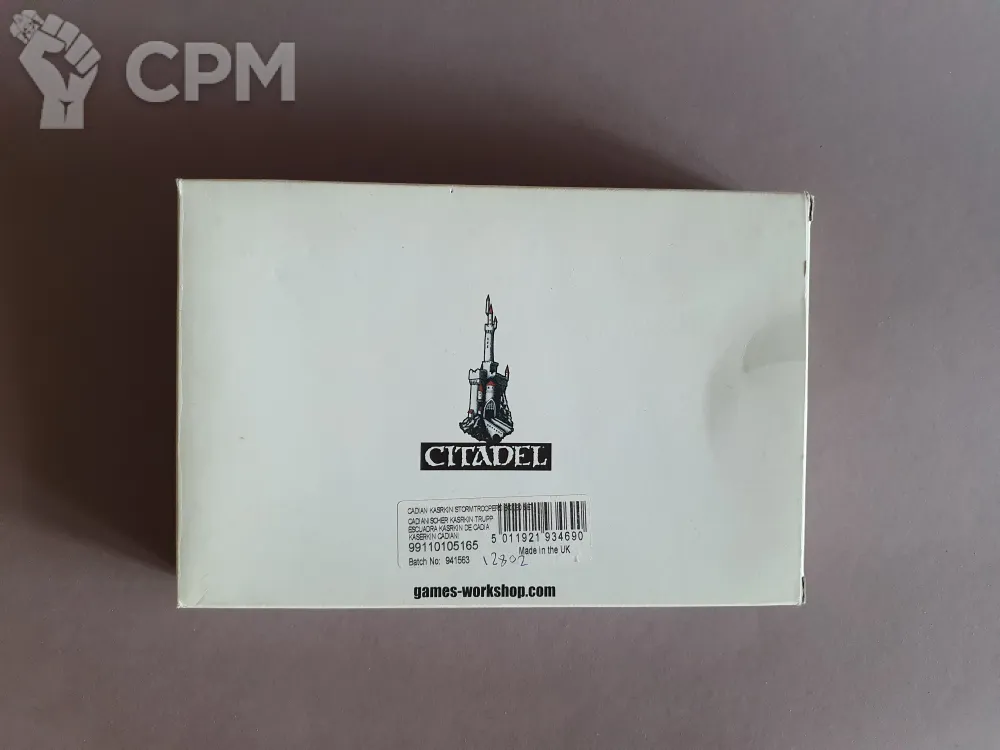 CPM
CITADEL
CADIAN KASRKIN STORMTROOPERS
CADIANISCHER KASRKIN TRUPP
ESCUADRA KASRKIN DE CADIA
KASERKIN CADIANI
5 011921 934690
99110105165
Made in the UK
Batch No: 941563
12802
games-workshop.com